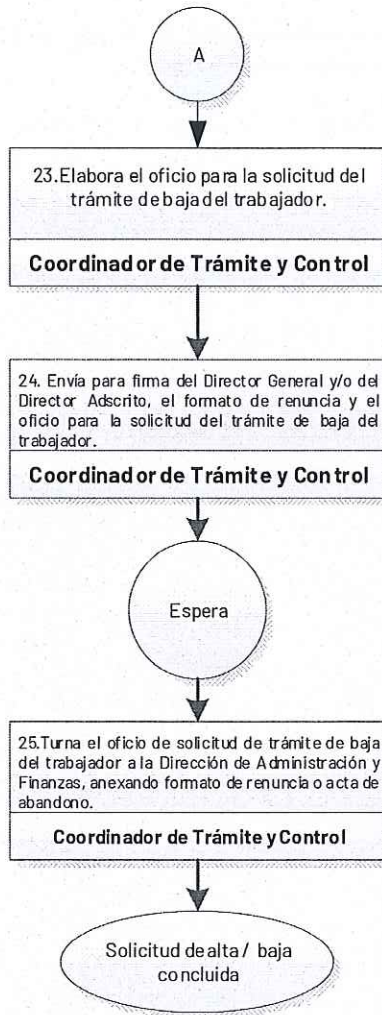 A
23.Elabora el oficio para la solicitud del
trámite de baja del trabajador.
Coordinador de Trámite y Control
24. Envía para firma del Director General y/o del
Director Adscrito, el formato de renuncia y el
oficio para la solicitud del trámite de baja del
trabajador.
Coordinador de Trámite y Control
Espera
25.Turna el oficio de solicitud de trámite de baja
del trabajador a la Dirección de Administración y
Finanzas, anexando formato de renuncia o acta de
abandono.
Coordinador de Trámite y Control
Solicitud de alta / baja
concluida